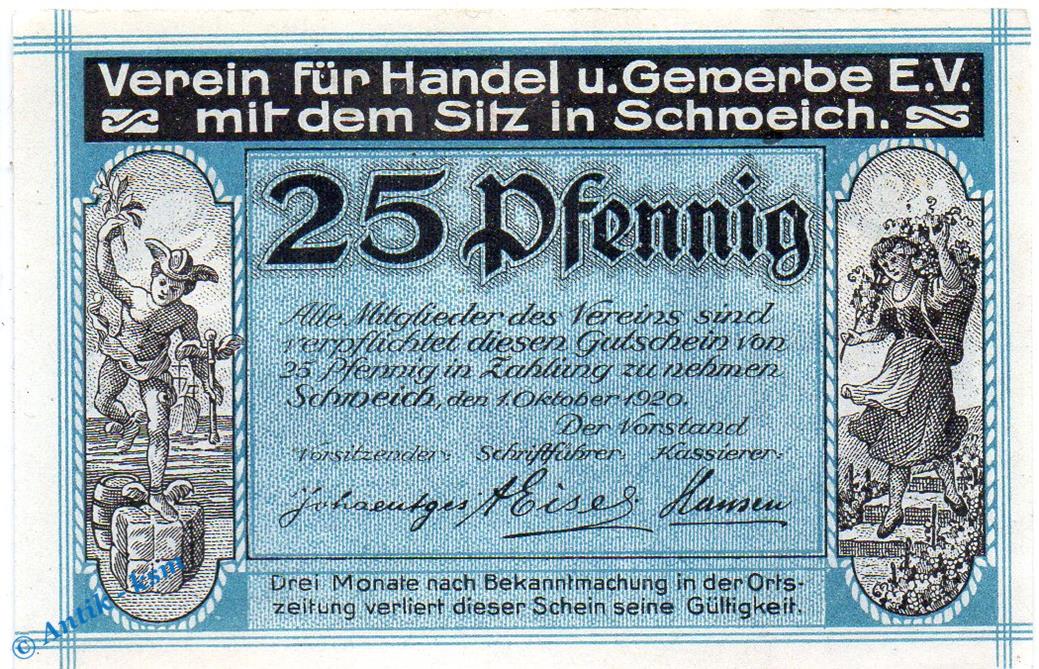 Verein für Handel u. Gewerbe E.V.
mit dem Sitz in Schweich.
25 Pfennig
Alle Mitglieder des Vereins sind
verpflichtet diesen Gutschein von
25 Pfennig in Zahlung zu nehmen
Schweich, den 1. Oktober 1920.
Der Vorstand
Vorsitzender: Schriftführer: Kassierer:
A Eisel Hansen
Drei Monate nach Bekanntmachung in der Orts-
zeitung verliert dieser Schein seine Gültigkeit.
© Antik - ksm